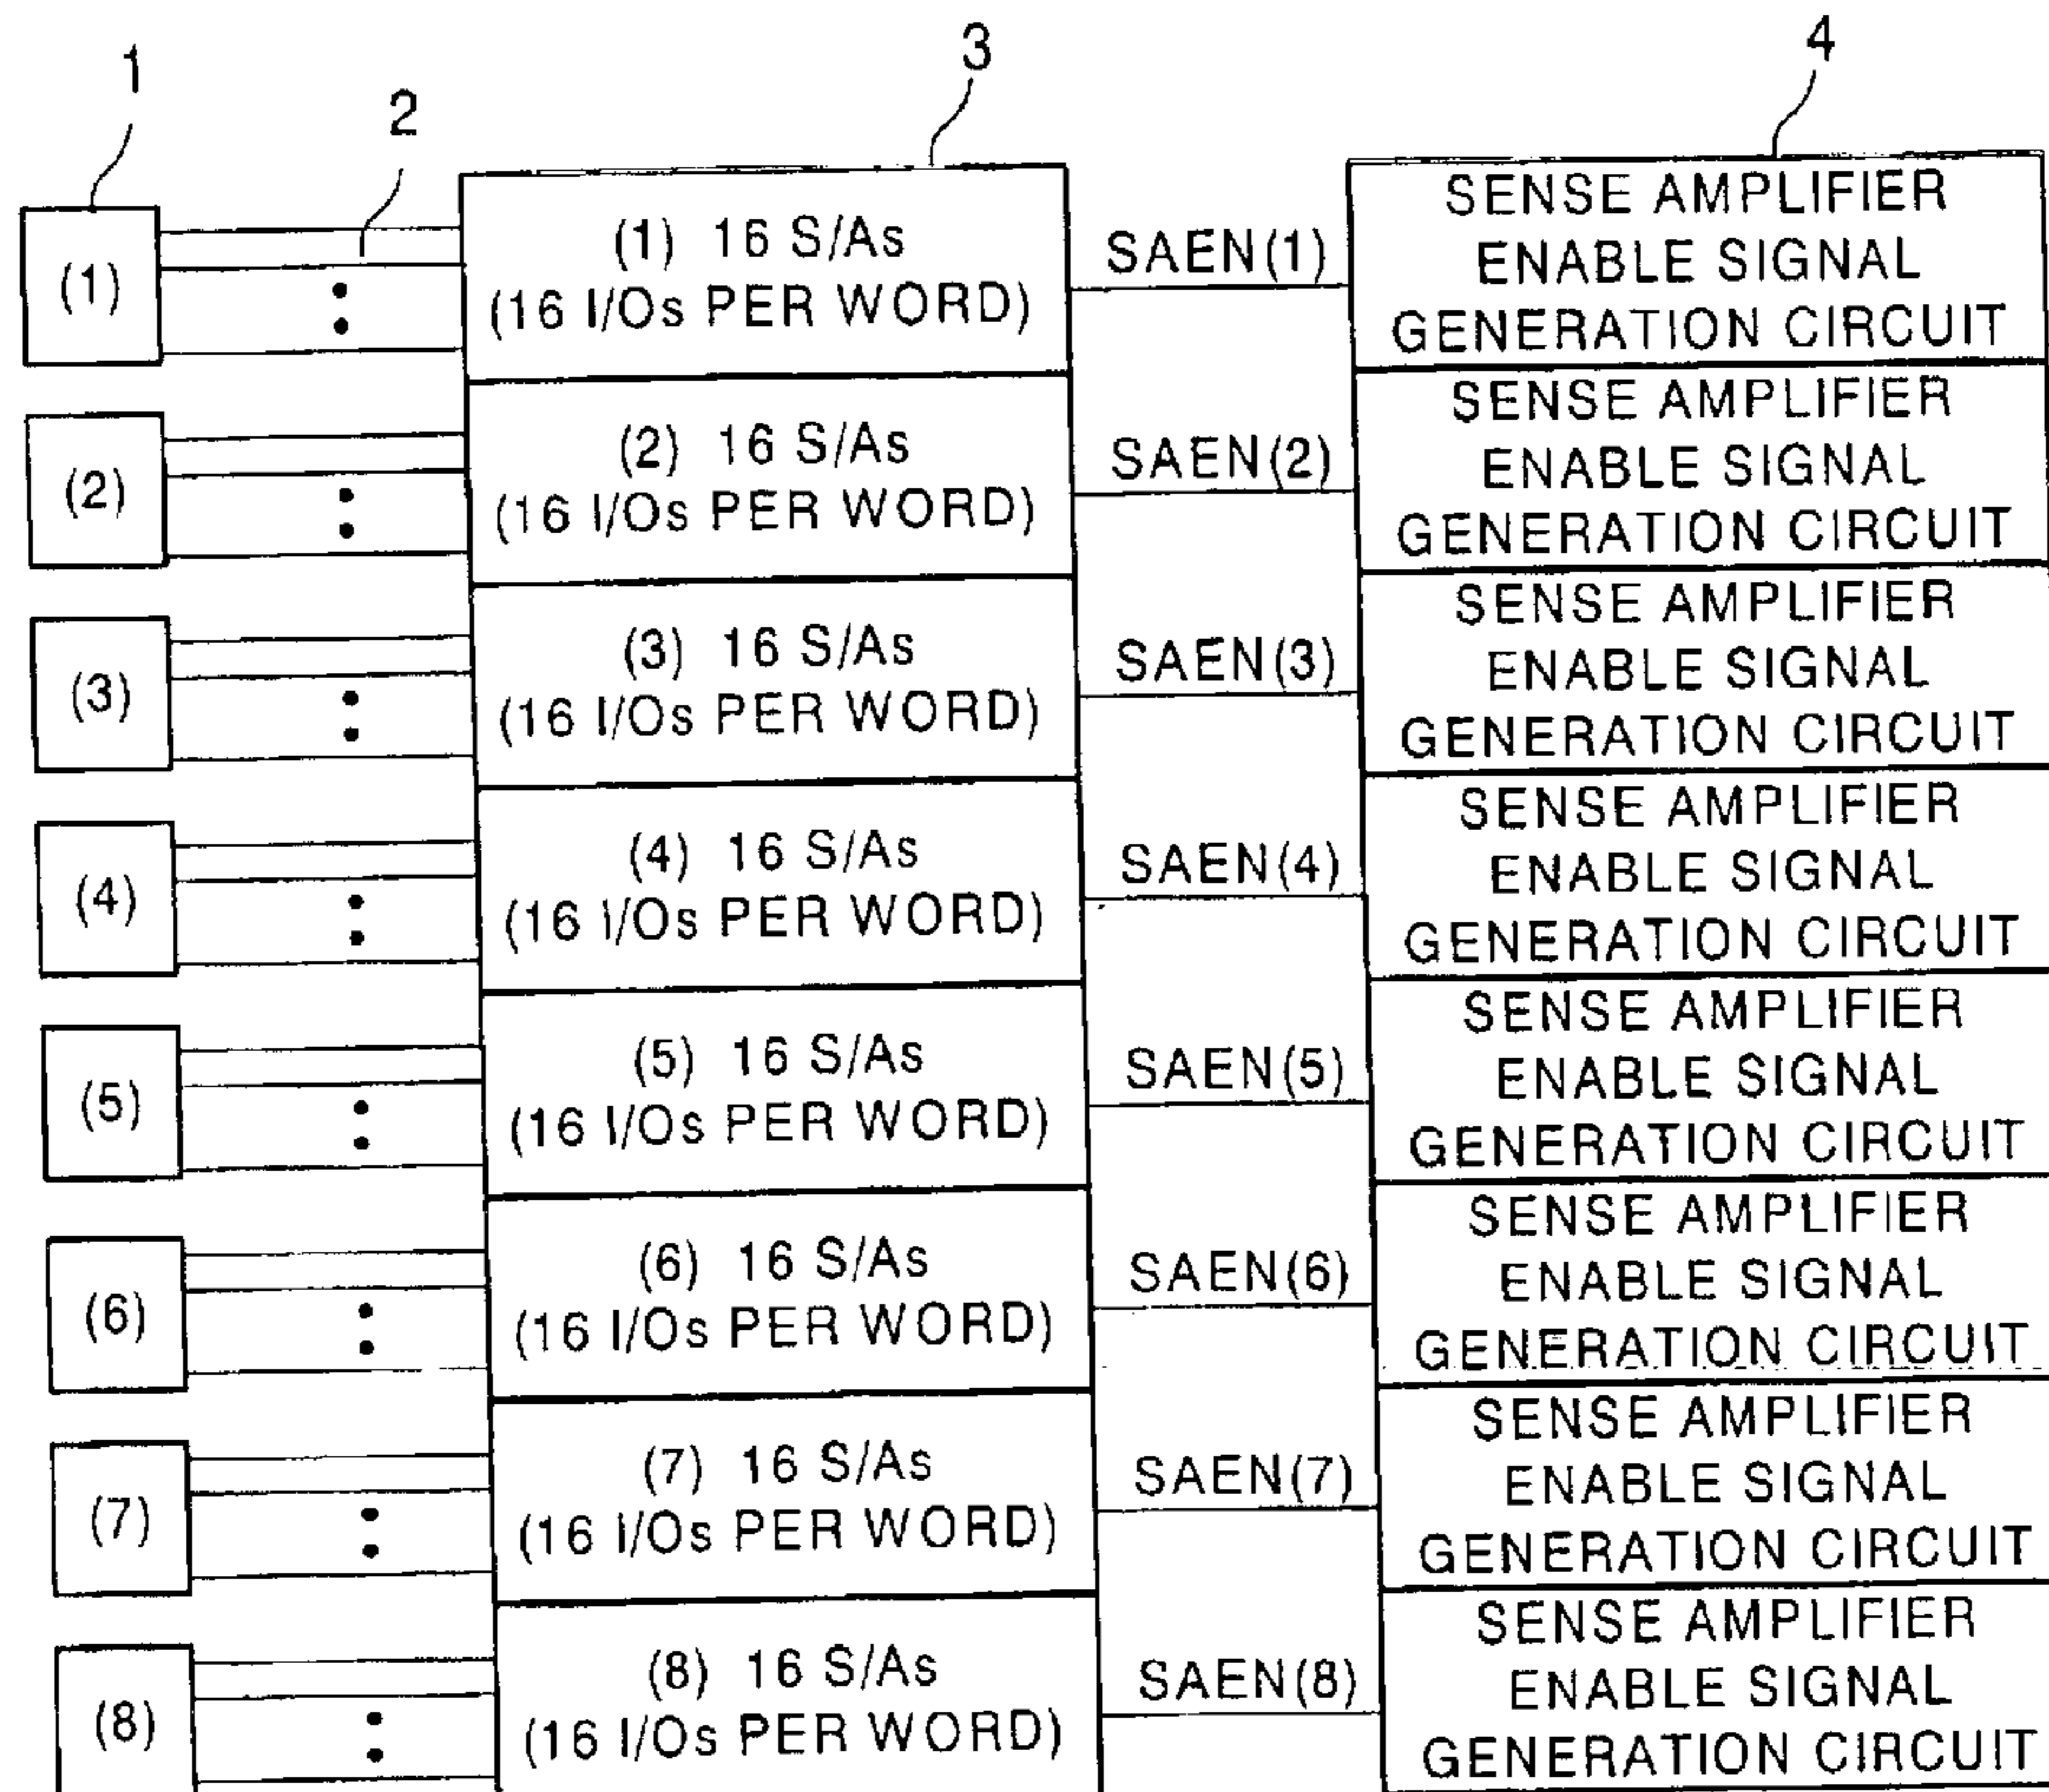 1
2
3
4
(1)
(1) 16 S/As
(16 I/Os PER WORD)
SAEN(1)
SENSE AMPLIFIER
ENABLE SIGNAL
GENERATION CIRCUIT
(2)
(2) 16 S/As
(16 I/Os PER WORD)
SAEN(2)
SENSE AMPLIFIER
ENABLE SIGNAL
GENERATION CIRCUIT
(3)
(3) 16 S/As
(16 I/Os PER WORD)
SAEN(3)
SENSE AMPLIFIER
ENABLE SIGNAL
GENERATION CIRCUIT
(4)
(4) 16 S/As
(16 I/Os PER WORD)
SAEN(4)
SENSE AMPLIFIER
ENABLE SIGNAL
GENERATION CIRCUIT
(5)
(5) 16 S/As
(16 I/Os PER WORD)
SAEN(5)
SENSE AMPLIFIER
ENABLE SIGNAL
GENERATION CIRCUIT
(6)
(6) 16 S/As
(16 I/Os PER WORD)
SAEN(6)
SENSE AMPLIFIER
ENABLE SIGNAL
GENERATION CIRCUIT
(7)
(7) 16 S/As
(16 I/Os PER WORD)
SAEN(7)
SENSE AMPLIFIER
ENABLE SIGNAL
GENERATION CIRCUIT
(8)
(8) 16 S/As
(16 I/Os PER WORD)
SAEN(8)
SENSE AMPLIFIER
ENABLE SIGNAL
GENERATION CIRCUIT